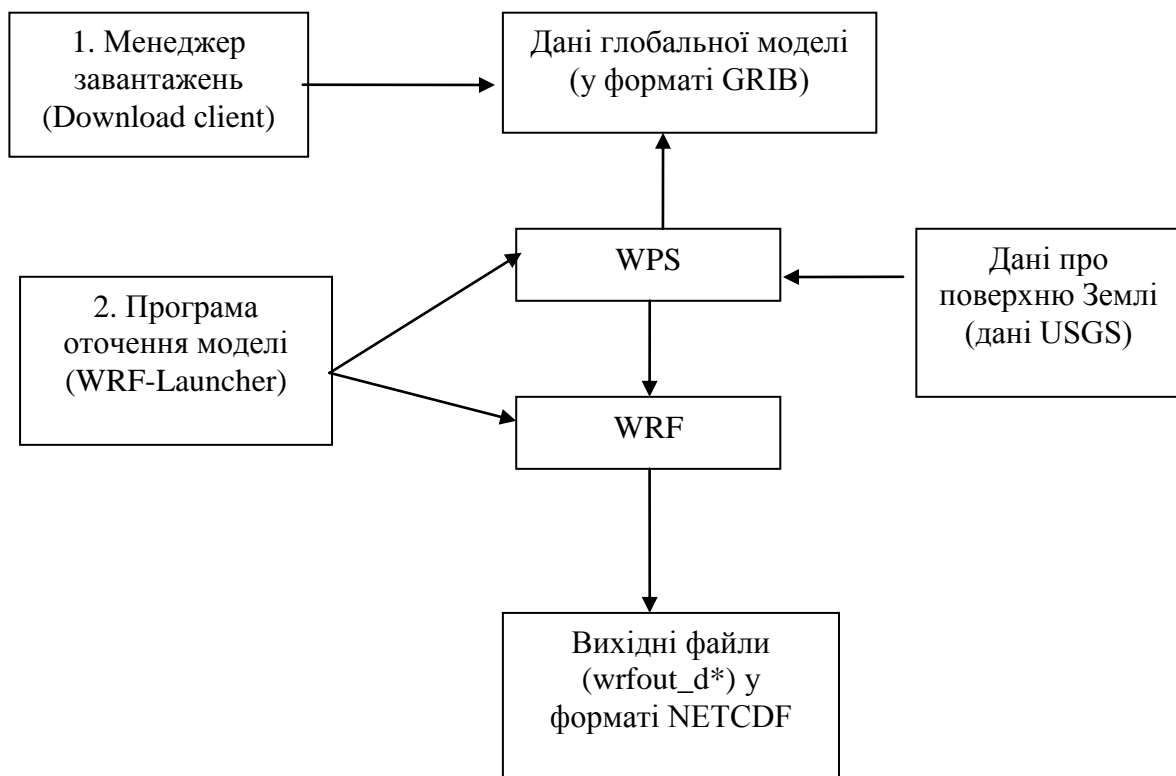 1. Менеджер
завантажень
(Download client)
Дані глобальної моделі
(у форматі GRIB)
WPS
Дані про
поверхню Землі
(дані USGS)
2. Програма
оточення моделі
(WRF-Launcher)
WRF
Вихідні файли
(wrfout_d*) у
форматі NETCDF